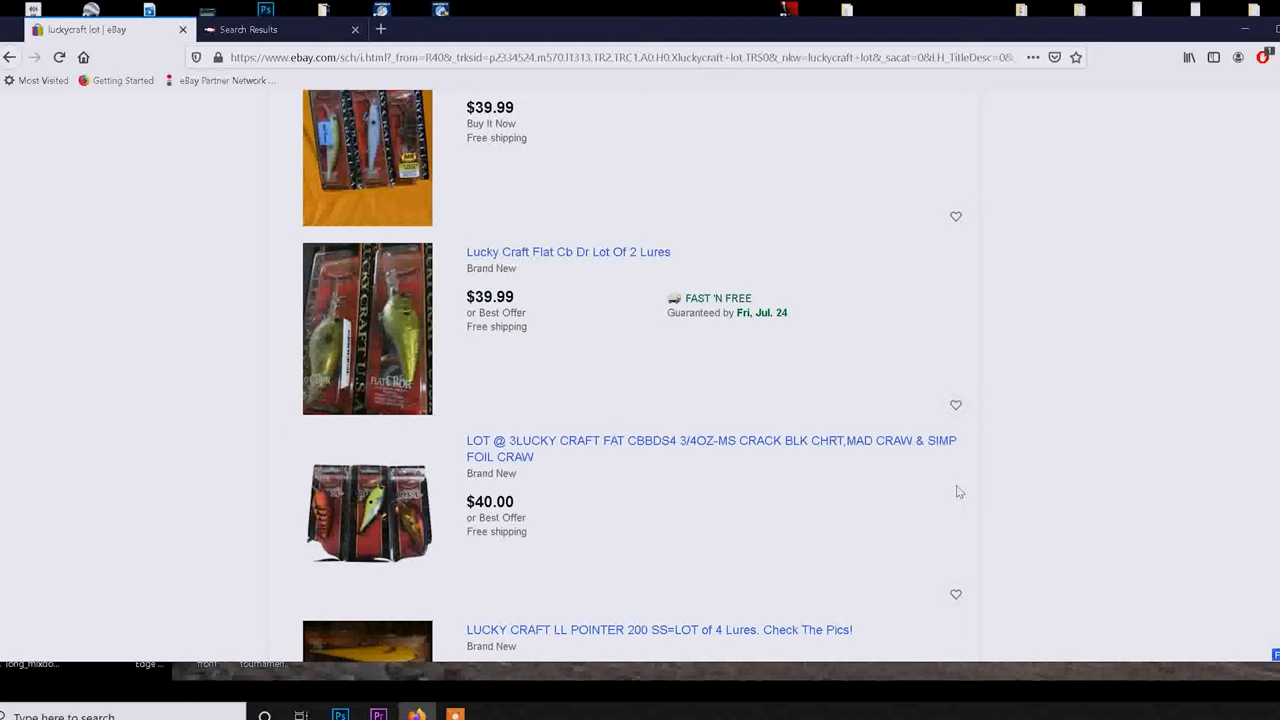 luckycraft lot | eBay
Search Results
https://www.ebay.com/sch/i.html?_from=R40&_trksid=p2334524.m570.l1313.TR2.TRC1.A0.H0.Xluckycraft+lot.TRS0&_nkw=luckycraft+lot&_sacat=0&LH_TitleDesc=0&
Most Visited
Getting Started
eBay Partner Network ...
$39.99
Buy It Now
Free shipping
Lucky Craft Flat Cb Dr Lot Of 2 Lures
Brand New
$39.99
or Best Offer
Free shipping
FAST 'N FREE
Guaranteed by Fri, Jul. 24
LOT @ 3LUCKY CRAFT FAT CBBDS4 3/4OZ-MS CRACK BLK CHRT,MAD CRAW & SIMP
FOIL CRAW
Brand New
$40.00
or Best Offer
Free shipping
LUCKY CRAFT LL POINTER 200 SS=LOT of 4 Lures. Check The Pics!
Brand New
long_mixdo...
Edge ...
front
tournamen...
Type here to search